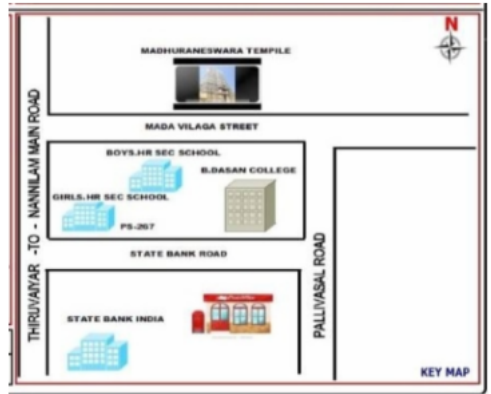 N
MADHURANESWARA TEMPILE
MADA VILAGA STREET
BOYS.HR SEC SCHOOL
B.DASAN COLLEGE
GIRLS.HR SEC SCHOOL
PS-267
STATE BANK ROAD
THIRUVAIYAR -TO - NANNILAM MAIN ROAD
PALLIVASAL ROAD
STATE BANK INDIA
KEY MAP